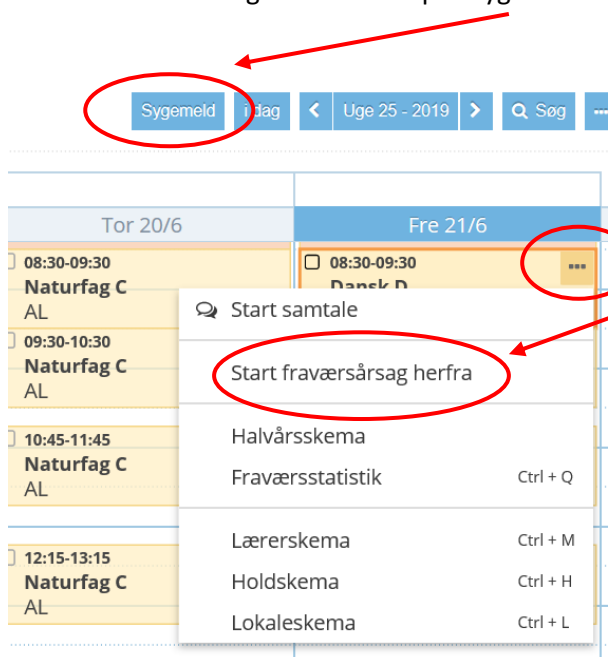 Sygemeld i dag Uge 25 - 2019 Søg
Tor 20/6 Fre 21/6
08:30-09:30
Naturfag C
AL
09:30-10:30
Naturfag C
AL
10:45-11:45
Naturfag C
AL
12:15-13:15
Naturfag C
AL
08:30-09:30
Dansk D
Start samtale
Start fraværsårsag herfra
Halvårsskema
Fraværsstatistik Ctrl + Q
Lærerskema Ctrl + M
Holdskema Ctrl + H
Lokaleskema Ctrl + L